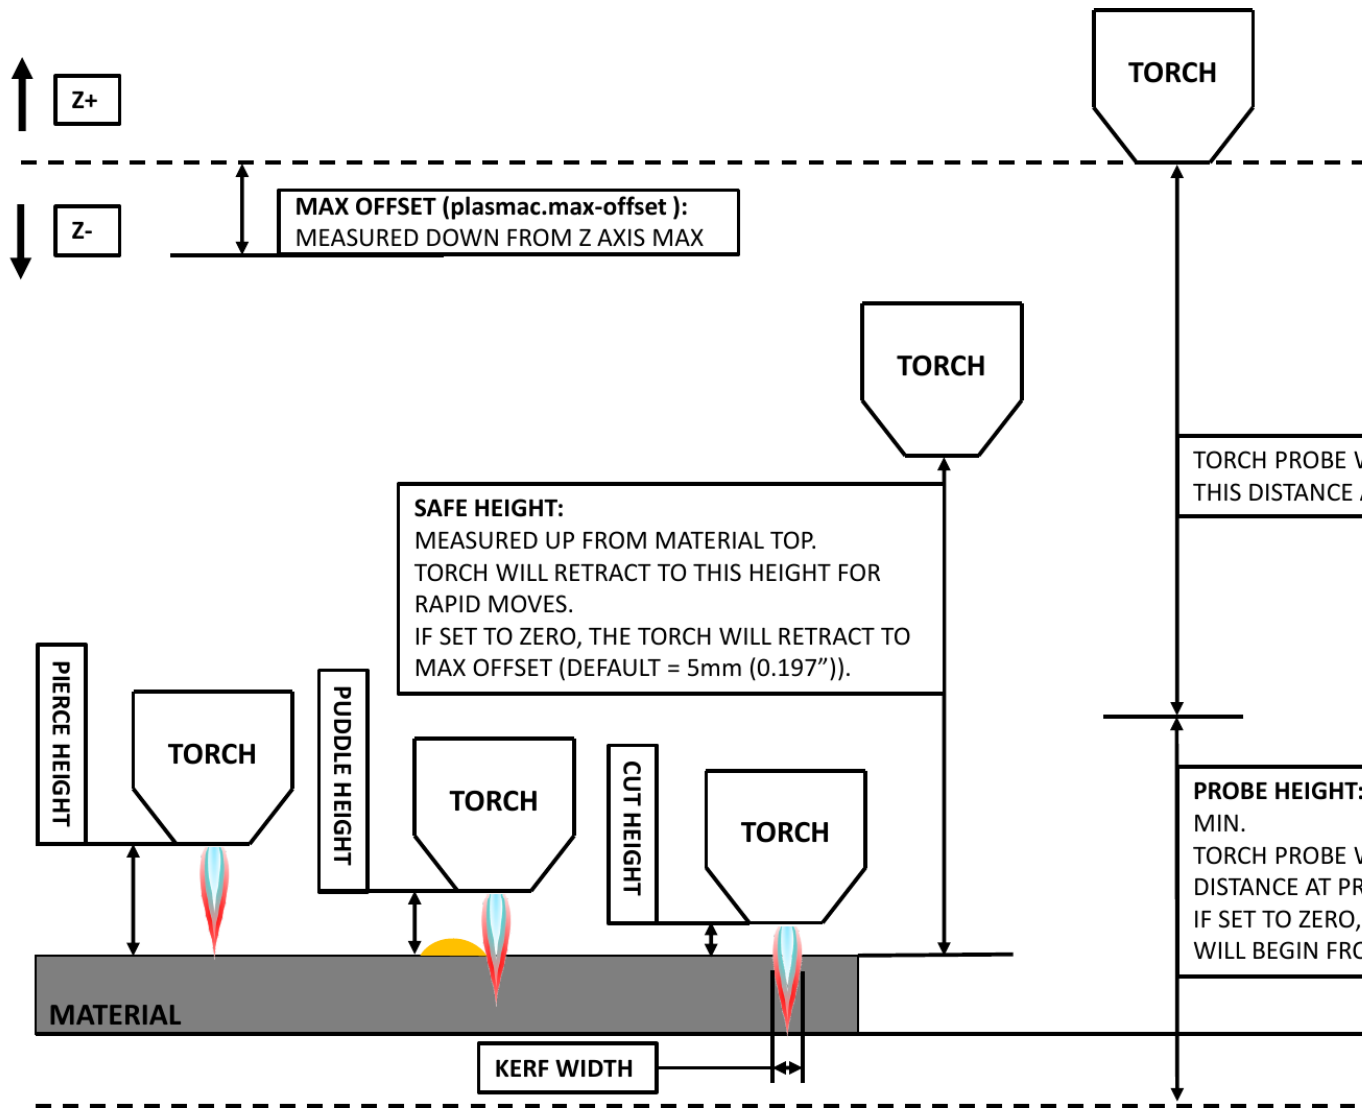 TORCH
Z+
MAX OFFSET (plasmac.max-offset ):
MEASURED DOWN FROM Z AXIS MAX
Z-
TORCH
TORCH PROBE
THIS DISTANCE
SAFE HEIGHT:
MEASURED UP FROM MATERIAL TOP.
TORCH WILL RETRACT TO THIS HEIGHT FOR
RAPID MOVES.
IF SET TO ZERO, THE TORCH WILL RETRACT TO
MAX OFFSET (DEFAULT = 5mm (0.197”)).
PIERCE HEIGHT
TORCH
PUDDLE HEIGHT
TORCH
CUT HEIGHT
TORCH
PROBE HEIGHT:
MIN.
TORCH PROBE
DISTANCE AT
IF SET TO ZERO,
WILL BEGIN
MATERIAL
KERF WIDTH